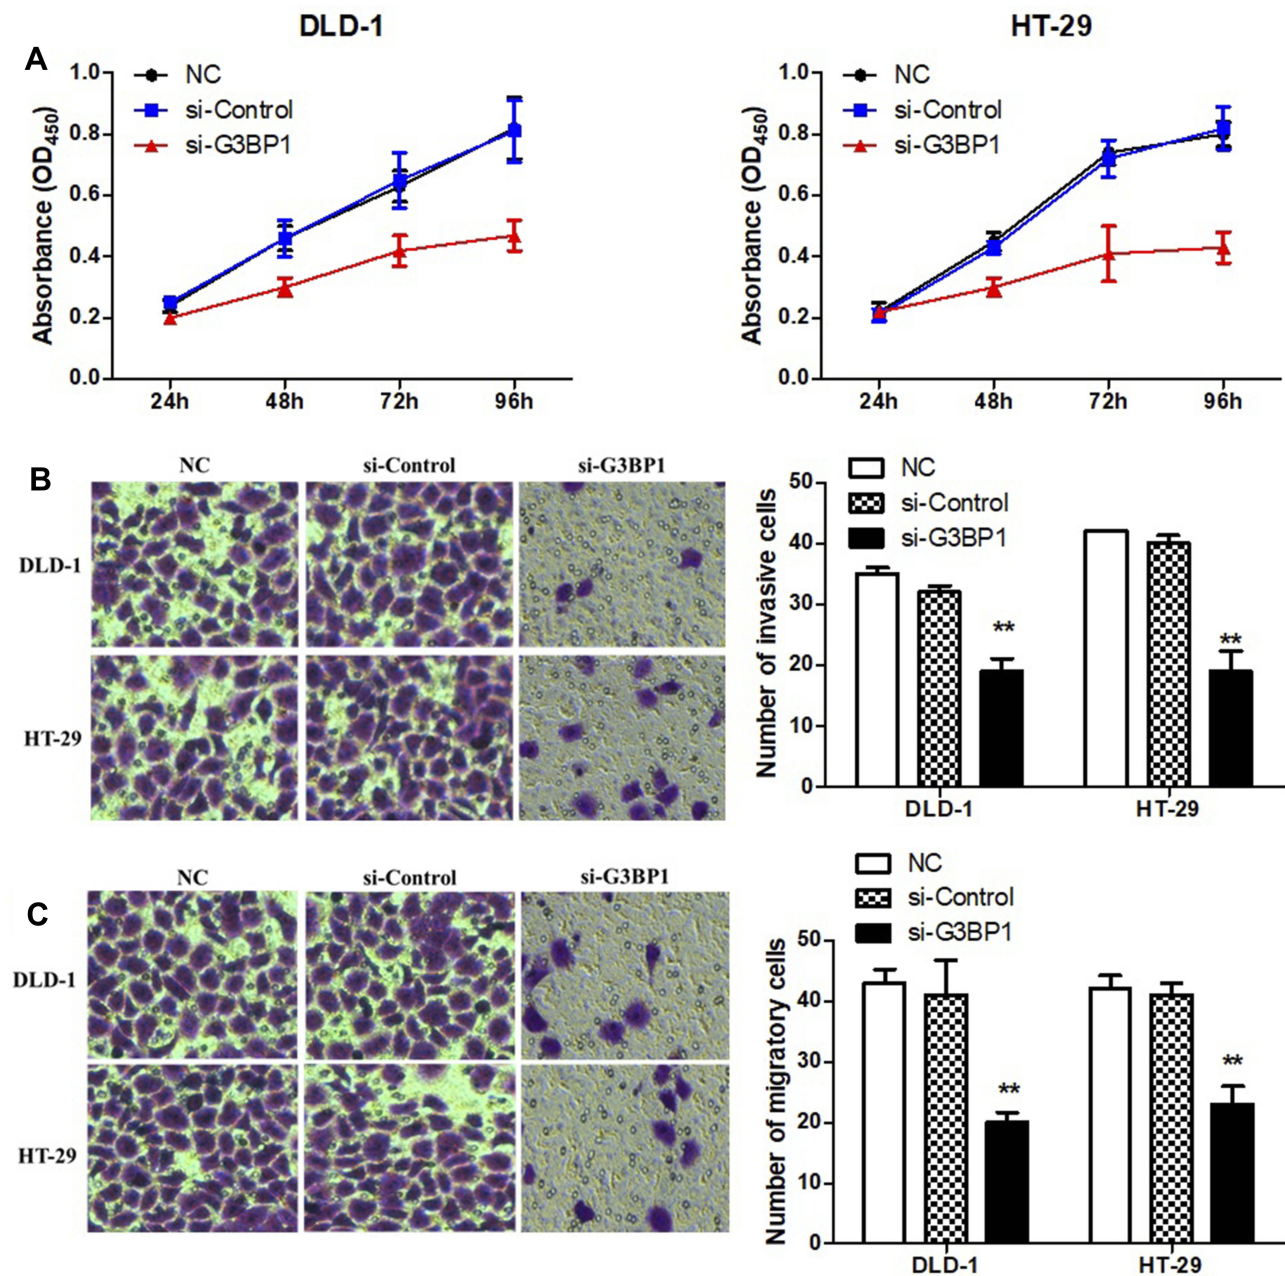 DLD-1
HT-29
A
NC
si-Control
si-G3BP1
Absorbance (OD450)
1.0
0.8
0.6
0.4
0.2
0.0
24h 48h 72h 96h
NC
si-Control
si-G3BP1
Absorbance (OD450)
1.0
0.8
0.6
0.4
0.2
0.0
24h 48h 72h 96h
B
NC si-Control si-G3BP1
DLD-1
HT-29
NC
si-Control
si-G3BP1
Number of invasive cells
50
40
30
20
10
0
**
**
DLD-1 HT-29
C
NC si-Control si-G3BP1
DLD-1
HT-29
NC
si-Control
si-G3BP1
Number of migratory cells
50
40
30
20
10
0
**
**
DLD-1 HT-29